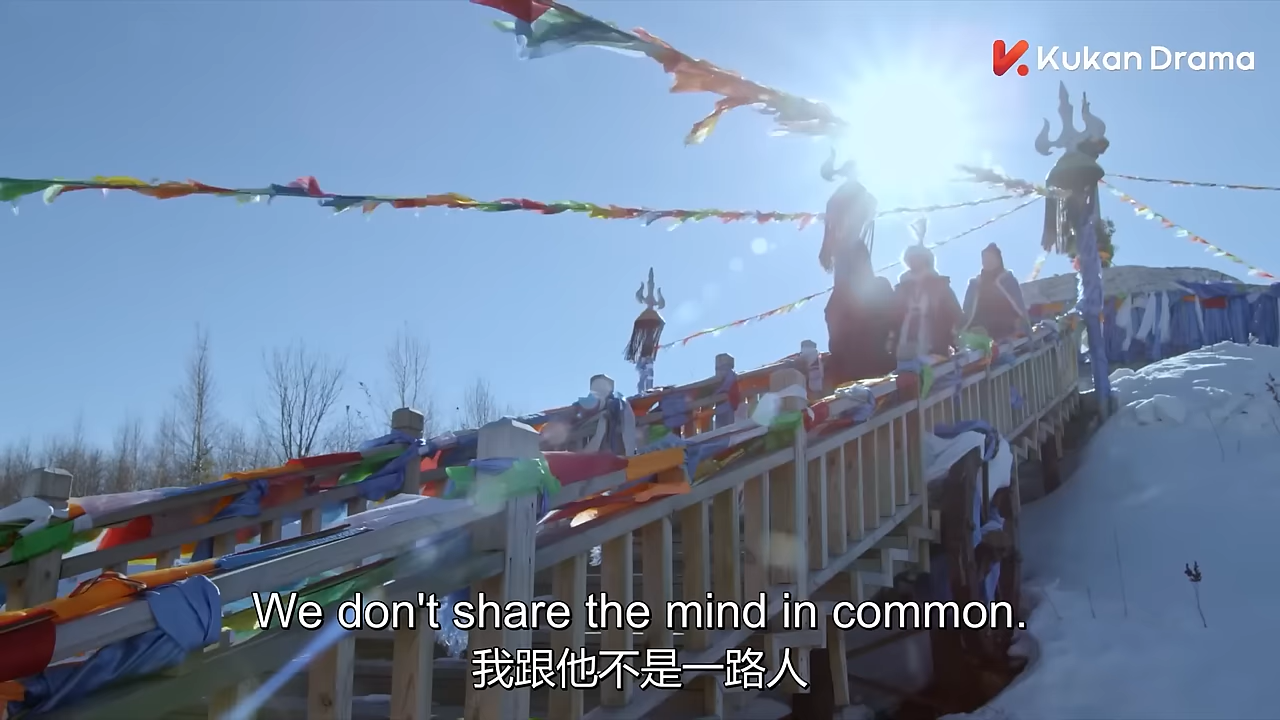 Kukan Drama
We don't share the mind in common.
我跟他不是一路人